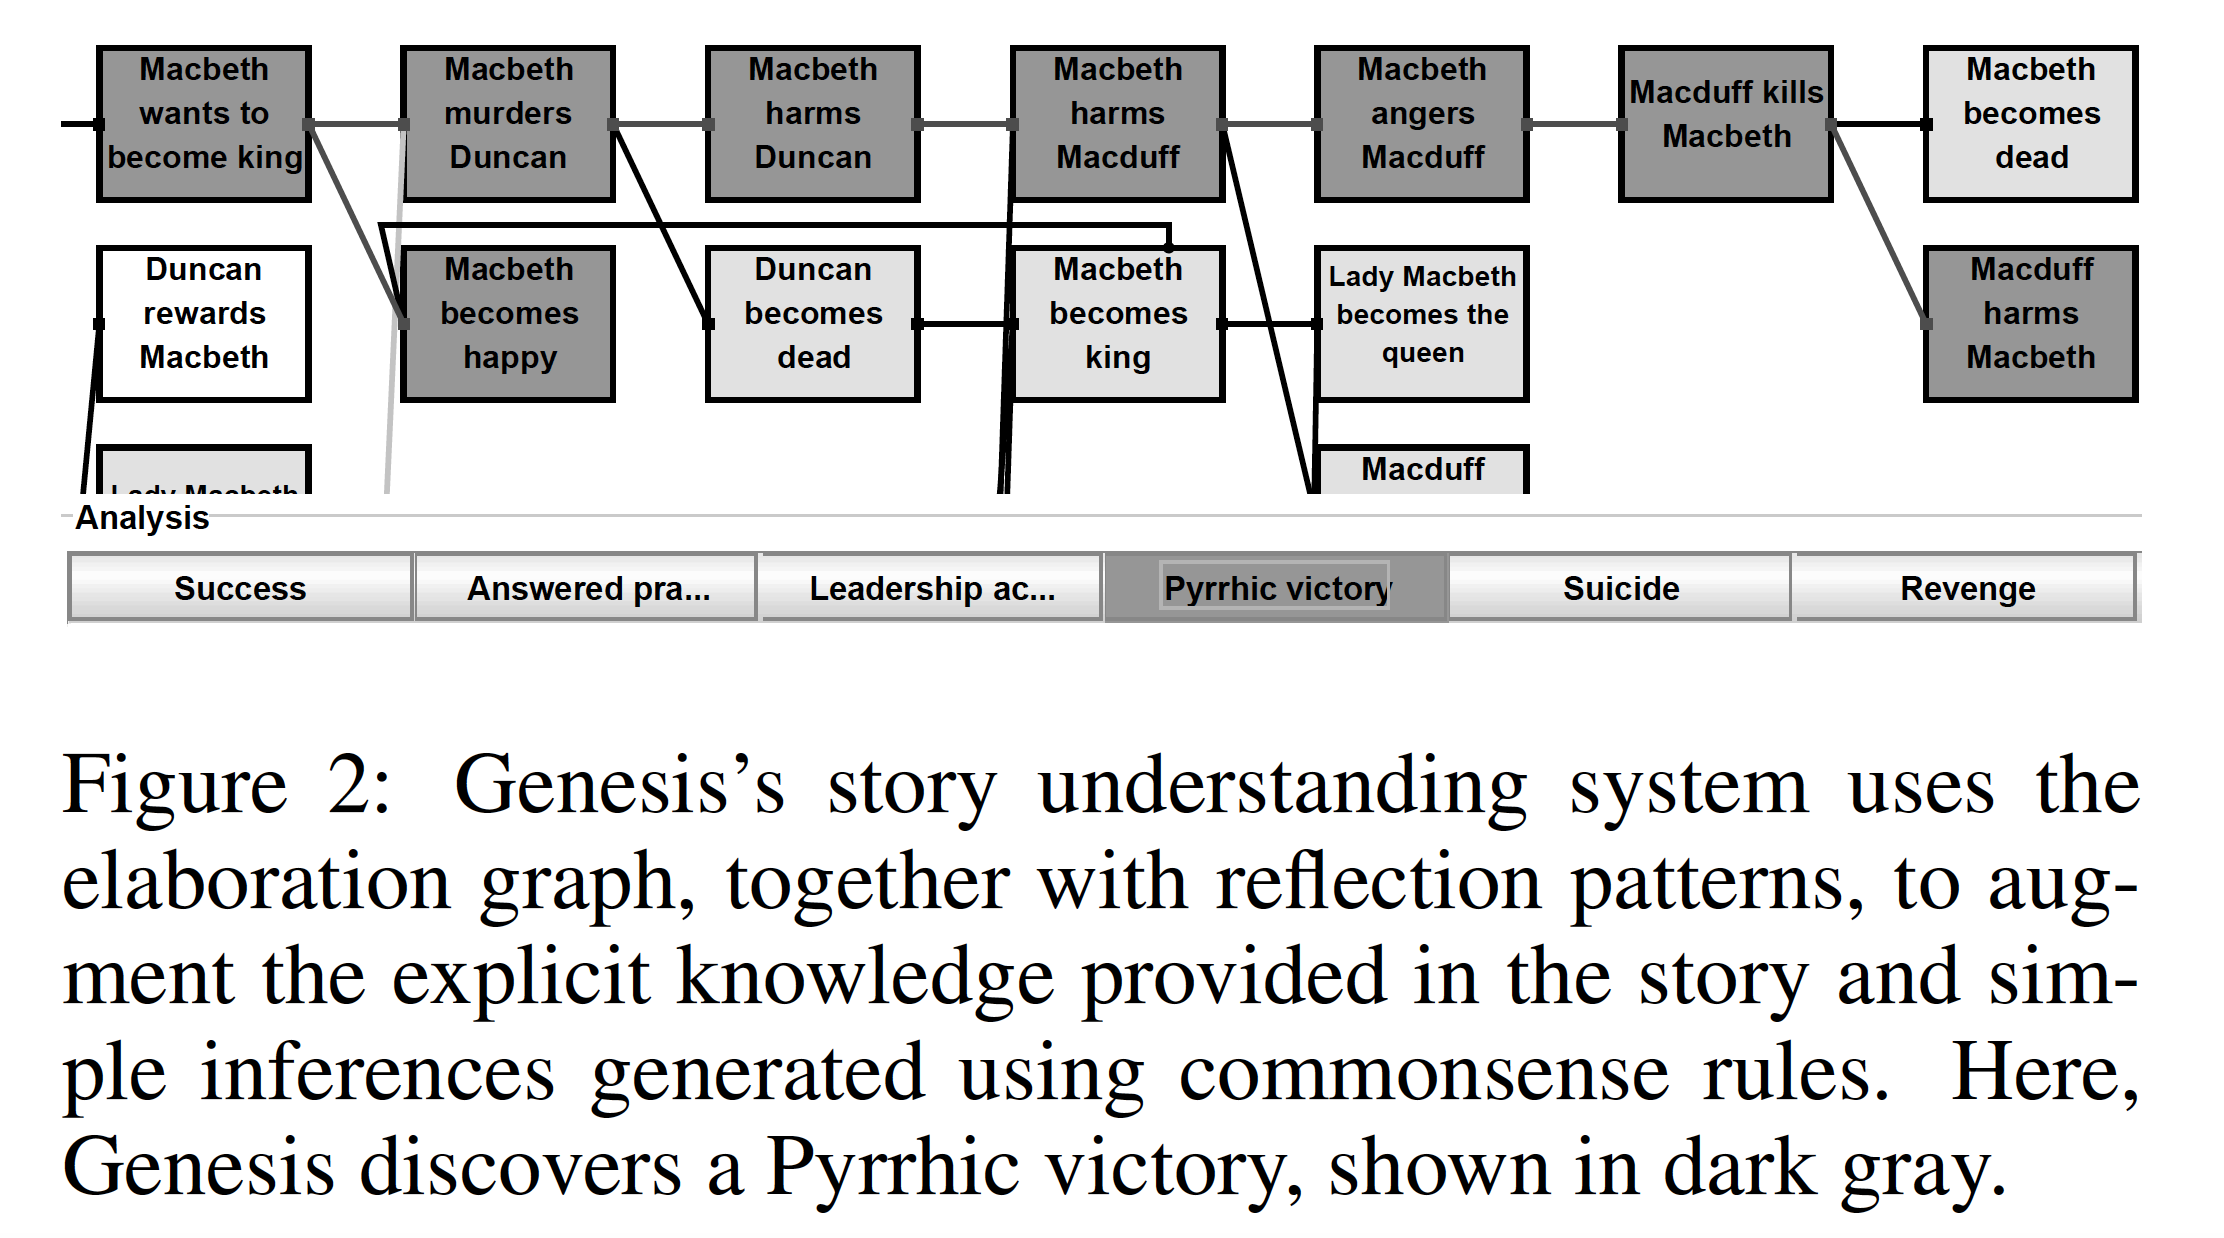 Macbeth
wants to
become king
Macbeth
murders
Duncan
Macbeth
harms
Duncan
Macbeth
harms
Macduff
Macbeth
angers
Macduff
Macduff kills
Macbeth
Macbeth
becomes
dead
Duncan
rewards
Macbeth
Macbeth
becomes
happy
Duncan
becomes
dead
Macbeth
becomes
king
Lady Macbeth
becomes the
queen
Macduff
harms
Macbeth
Lady Macbeth
Macduff
Analysis
Success
Answered pra...
Leadership ac...
Pyrrhic victory
Suicide
Revenge
Figure 2: Genesis’s story understanding system uses the
elaboration graph, together with reflection patterns, to aug-
ment the explicit knowledge provided in the story and sim-
ple inferences generated using commonsense rules. Here,
Genesis discovers a Pyrrhic victory, shown in dark gray.